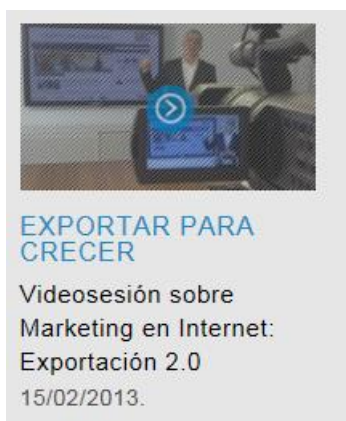 EXPORTAR PARA
CRECER
Videosesión sobre
Marketing en Internet:
Exportación 2.0
15/02/2013.